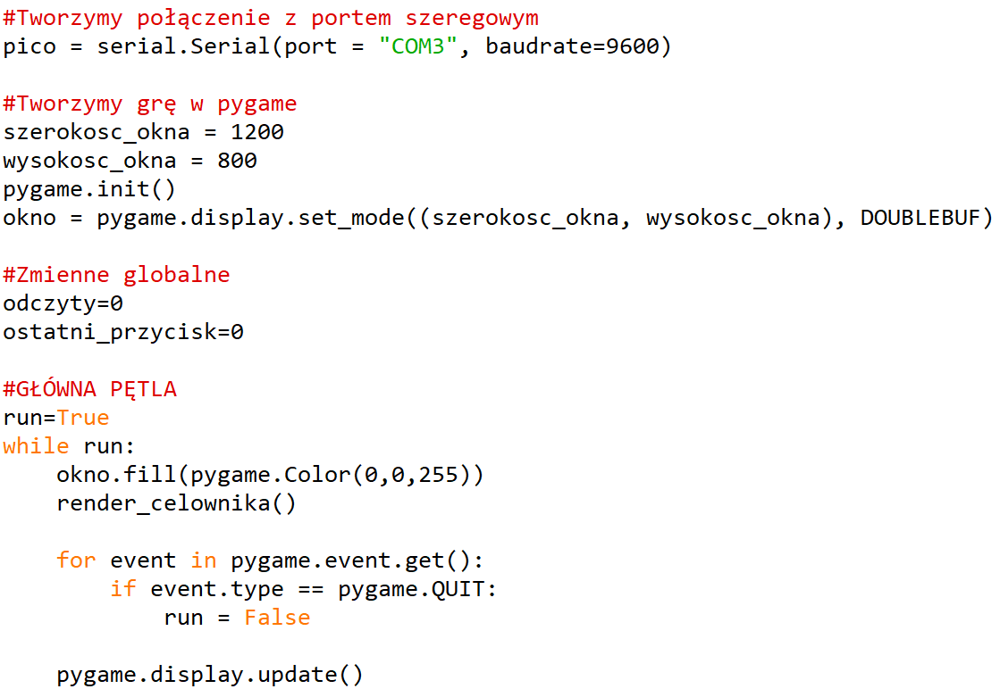 #Tworzymy połączenie z portem szeregowym
pico = serial.Serial(port = "COM3", baudrate=9600)

#Tworzymy grę w pygame
szerokosc_okna = 1200
wysokosc_okna = 800
pygame.init()
okno = pygame.display.set_mode((szerokosc_okna, wysokosc_okna), DOUBLEBUF)

#Zmienne globalne
odczyty=0
ostatni_przycisk=0

#GŁÓWNA PĘTLA
run=True
while run:
    okno.fill(pygame.Color(0,0,255))
    render_celownika()

    for event in pygame.event.get():
        if event.type == pygame.QUIT:
            run = False

    pygame.display.update()